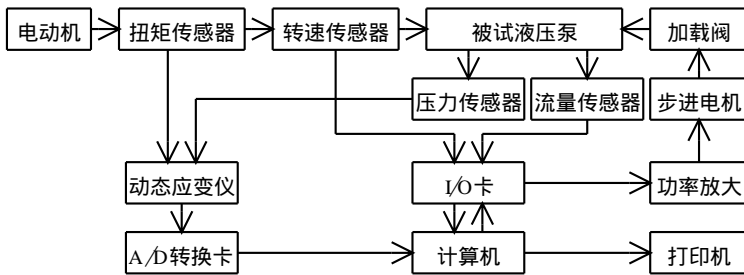 电动机
扭矩传感器
转速传感器
被试液压泵
加载阀
压力传感器
流量传感器
步进电机
动态应变仪
I/O卡
功率放大
A/D转换卡
计算机
打印机